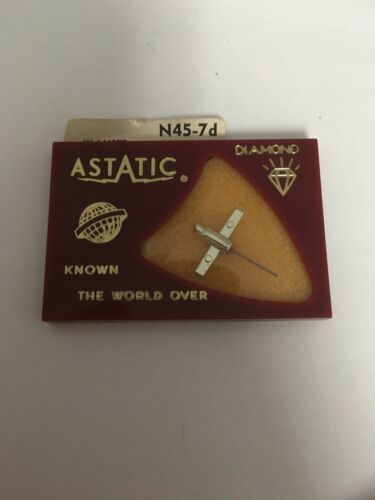 N45-7d
ASTATIC®
DIAMOND
KNOWN
THE WORLD OVER